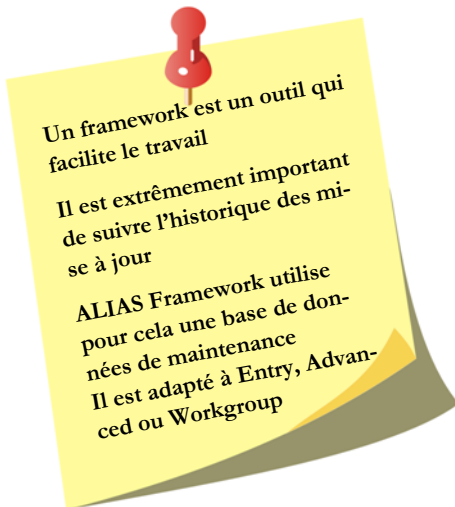 Un framework est un outil qui
facilite le travail
Il est extrêmement important
de suivre l’historique des mi-
se à jour
ALIAS Framework utilise
pour cela une base de don-
nées de maintenance
Il est adapté à Entry, Advan-
ced ou Workgroup